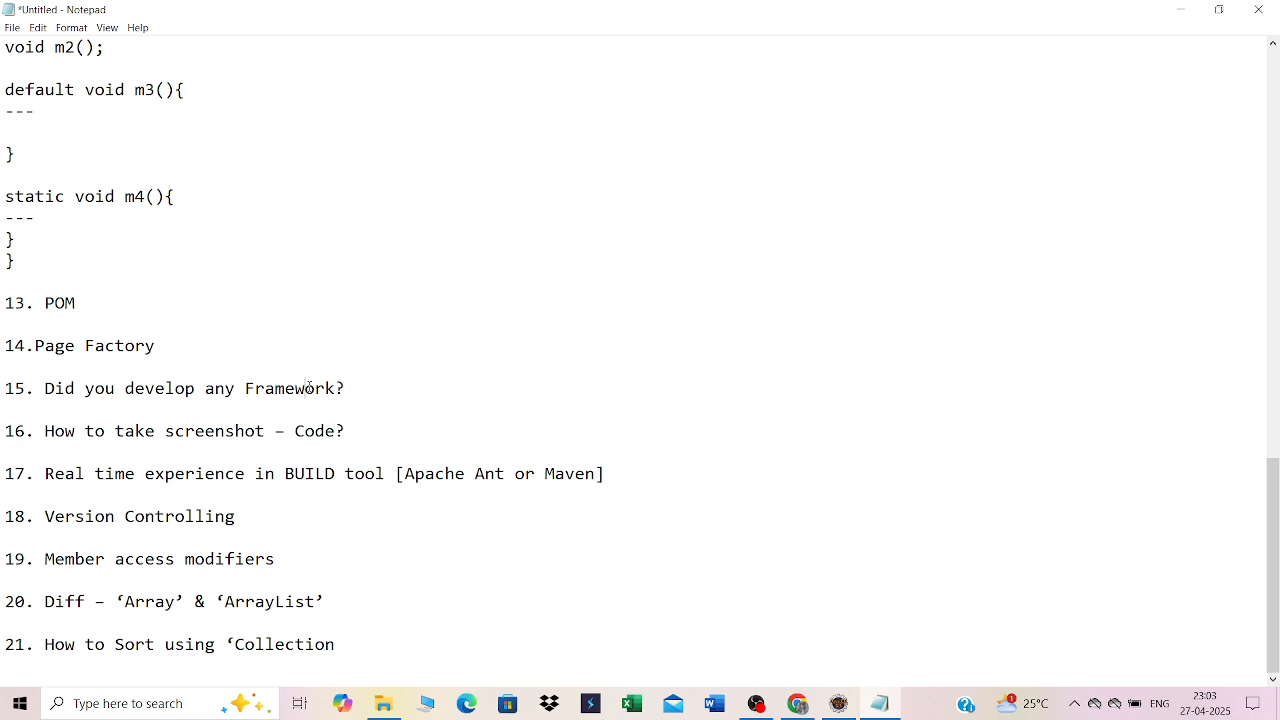 *Untitled - Notepad
File Edit Format View Help
void m2();
default void m3(){
---
}
static void m4(){
---
}
}
13. POM
14.Page Factory
15. Did you develop any Framework?
16. How to take screenshot – Code?
17. Real time experience in BUILD tool [Apache Ant or Maven]
18. Version Controlling
19. Member access modifiers
20. Diff – ‘Array’ & ‘ArrayList’
21. How to Sort using ‘Collection
Type here to search
1
25°C
ENG
23:03
27-04-2025